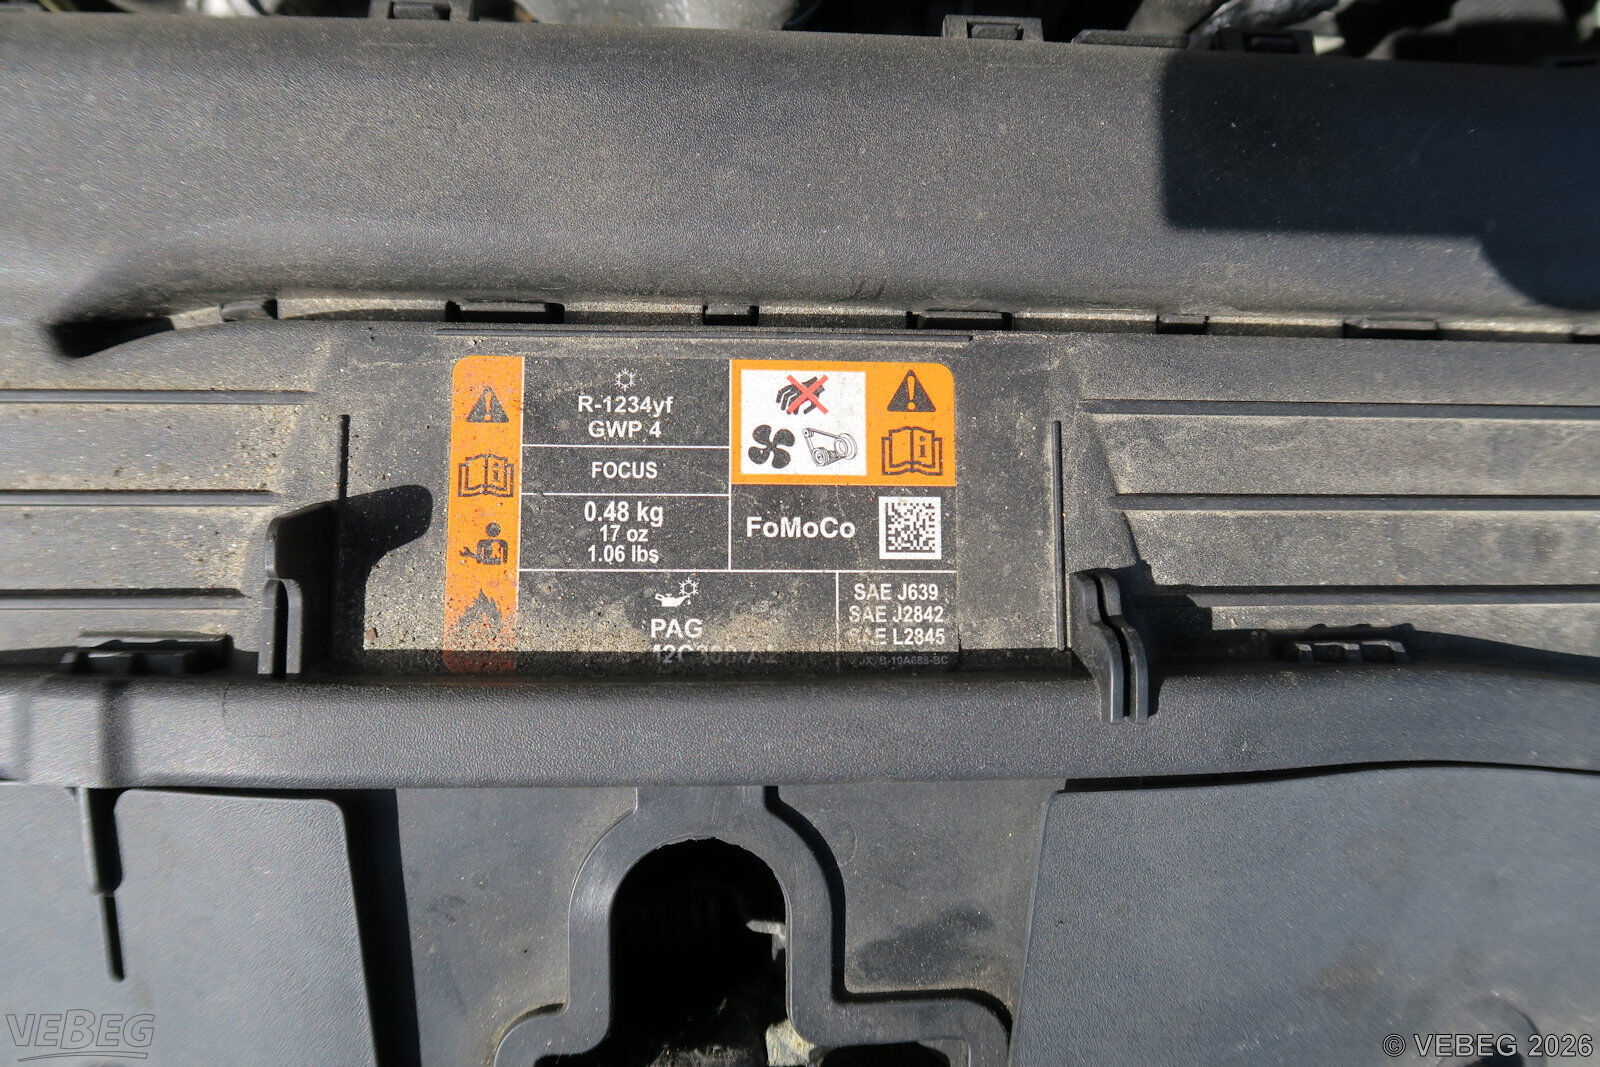 R-1234yf
GWP 4
FOCUS
0.48 kg
17 oz
1.06 lbs
FoMoCo
PAG
SAE J639
SAE J2842
SAE L2845
VEBEG
© VEBEG 2026